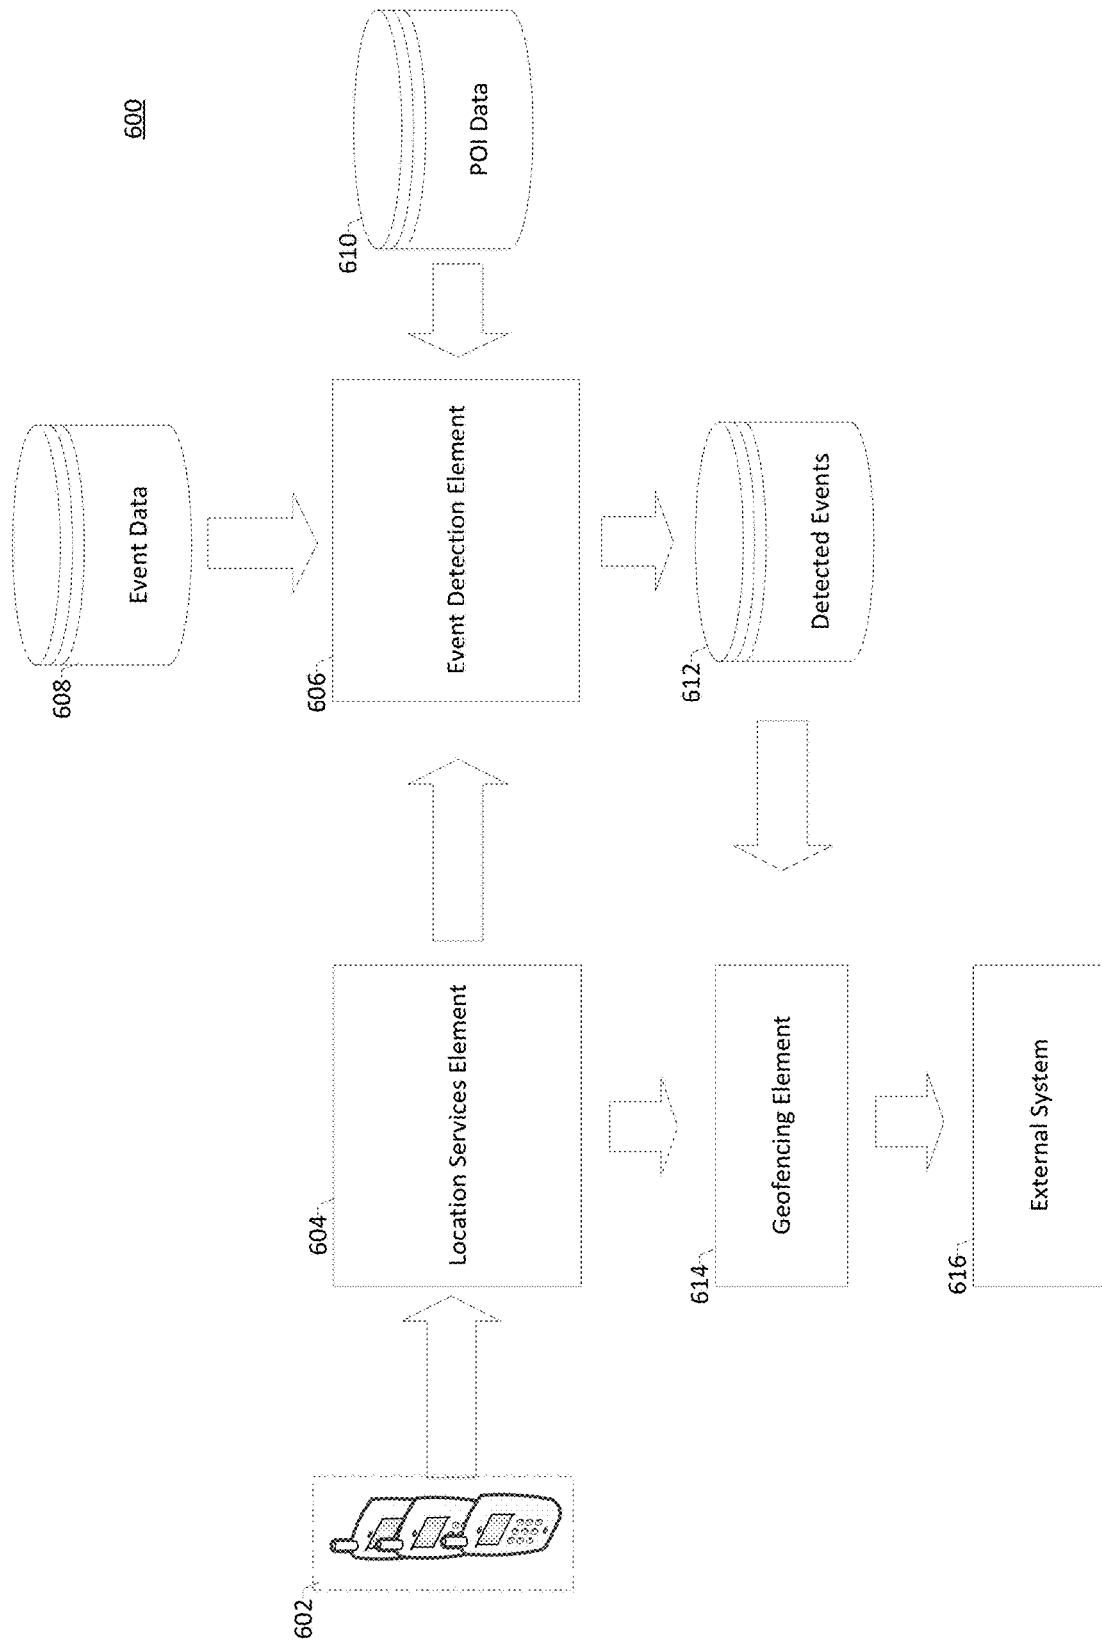 600
608
Event Data
610
POI Data
602
604
Location Services Element
606
Event Detection Element
612
Detected Events
614
Geofencing Element
616
External System